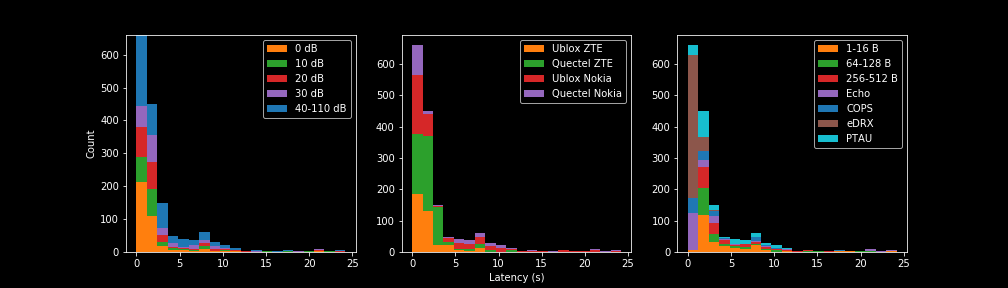 Count
600
500
400
300
200
100
0
0 5 10 15 20 25
0 dB
10 dB
20 dB
30 dB
40-110 dB
600
500
400
300
200
100
0
0 5 10 15 20 25
Latency (s)
Ublox ZTE
Quectel ZTE
Ublox Nokia
Quectel Nokia
600
500
400
300
200
100
0
0 5 10 15 20 25
1-16 B
64-128 B
256-512 B
Echo
COPS
eDRX
PTAU